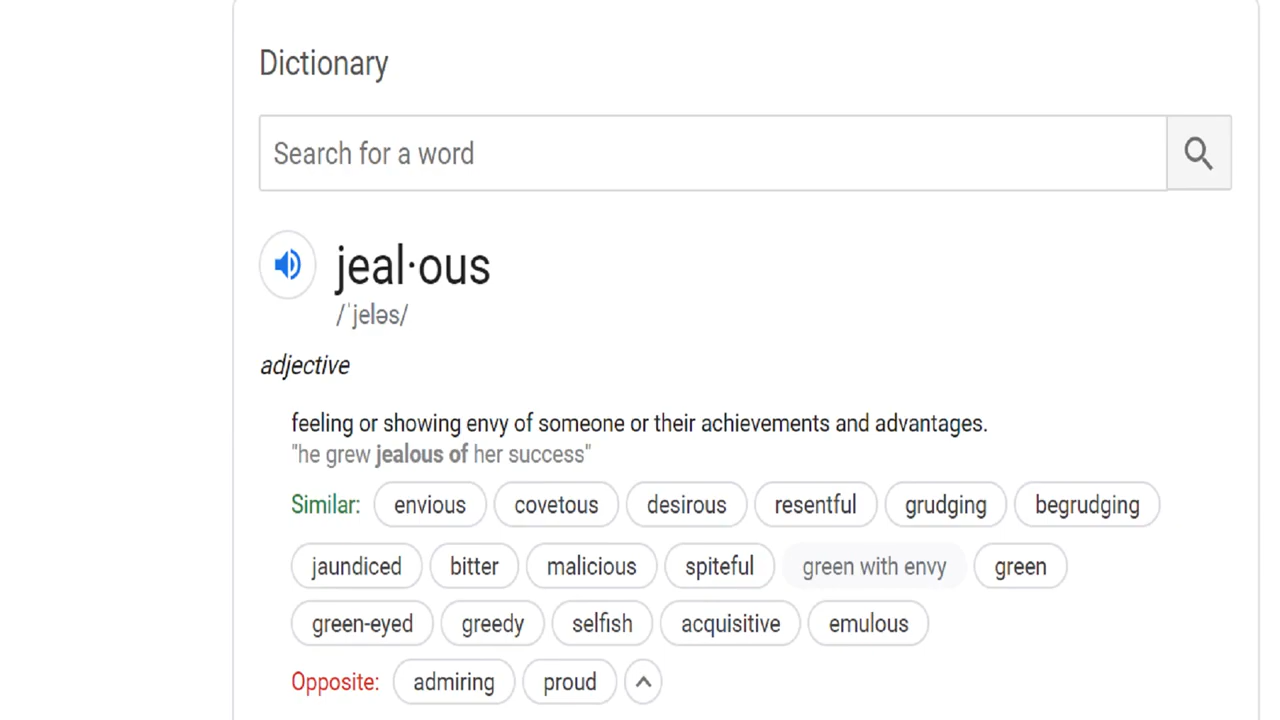 Dictionary
Search for a word
jeal·ous
/ˈjeləs/
adjective
feeling or showing envy of someone or their achievements and advantages.
"he grew jealous of her success"
Similar: envious covetous desirous resentful grudging begrudging
jaundiced bitter malicious spiteful green with envy green
green-eyed greedy selfish acquisitive emulous
Opposite: admiring proud